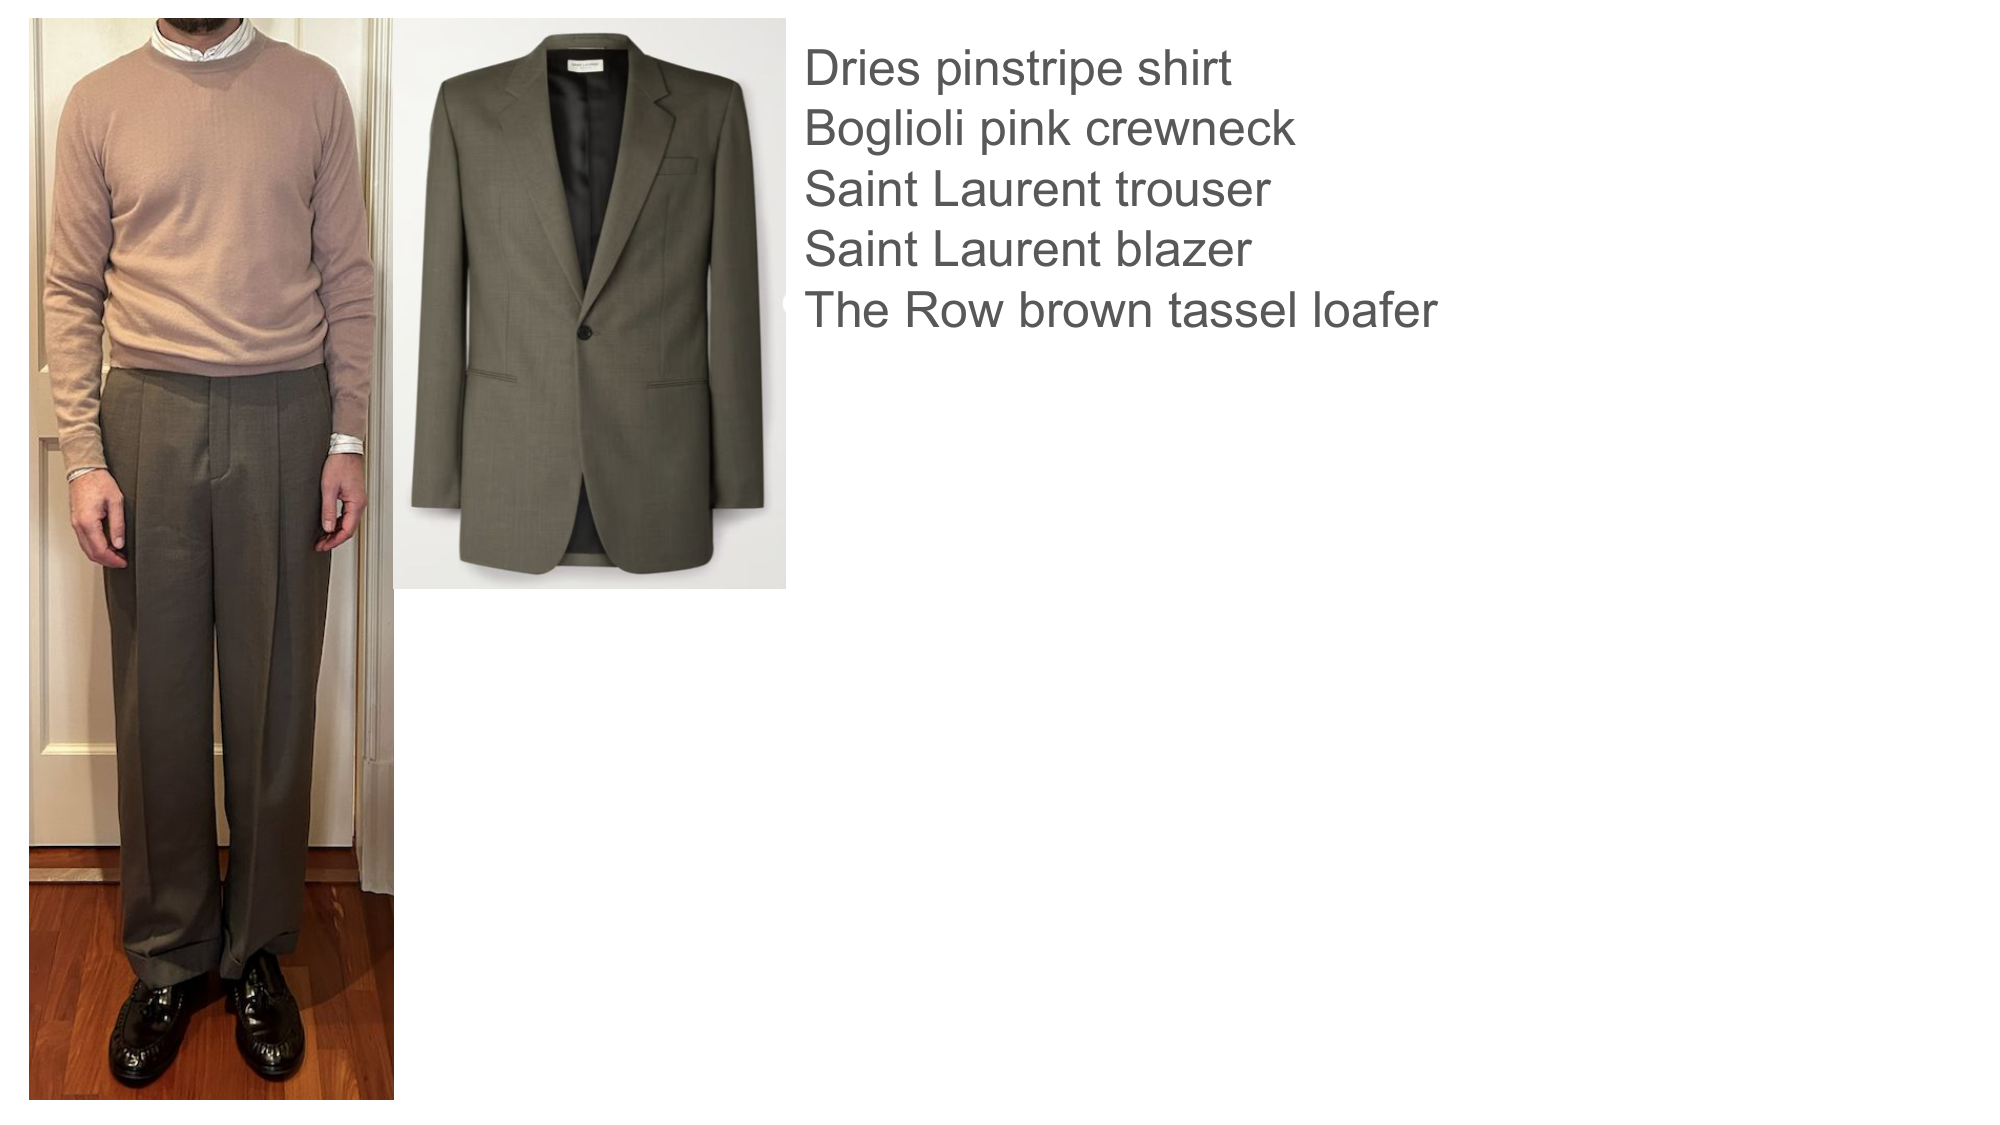 Dries pinstripe shirt
Boglioli pink crewneck
Saint Laurent trouser
Saint Laurent blazer
The Row brown tassel loafer